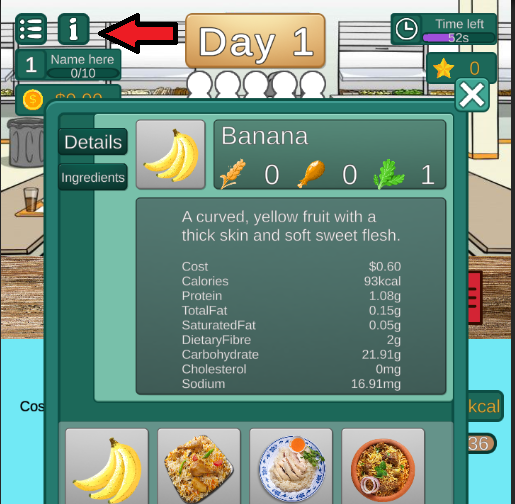 i
Day 1
Time left
52s
1
Name here
0/10
0
Details
Ingredients
Banana
0 0 1
A curved, yellow fruit with a
thick skin and soft sweet flesh.
Cost $0.60
Calories 93kcal
Protein 1.08g
TotalFat 0.15g
SaturatedFat 0.05g
DietaryFibre 2g
Carbohydrate 21.91g
Cholesterol 0mg
Sodium 16.91mg
Cos
kcal
36